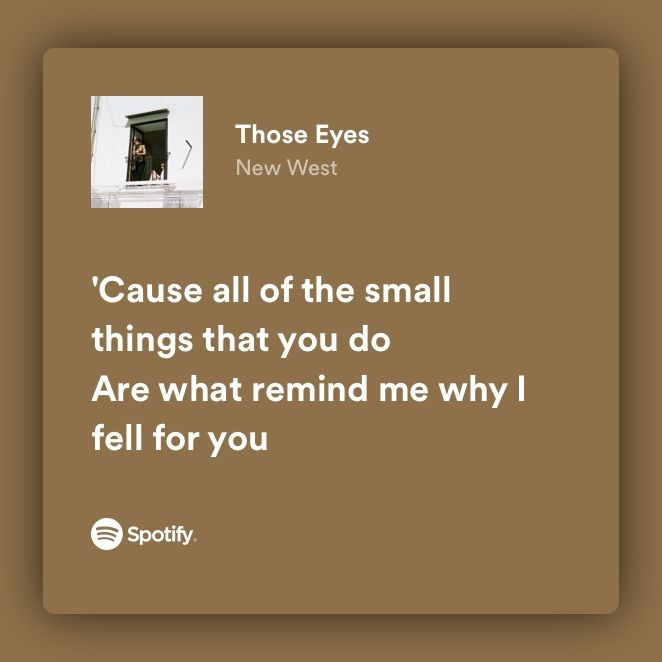 Those Eyes
New West
'Cause all of the small
things that you do
Are what remind me why I
fell for you
Spotify